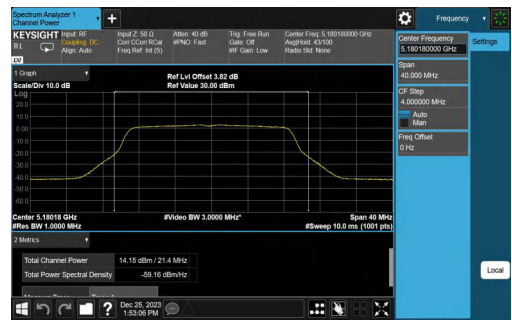 Spectrum Analyzer 1
Channel Power
+
Frequency
KEYSIGHT
Input: RF
Coupling: DC
Align: Auto
R L
LV
Input Z: 50 Ω
Corr CCorr RCal
Freq Ref: Int (S)
Atten: 40 dB
#PNO: Fast
Trig: Free Run
Gate: Off
#IF Gain: Low
Center Freq: 5.180180000 GHz
Avg|Hold: 43/100
Radio Std: None
Center Frequency
5.180180000 GHz
Settings
Span
40.000 MHz
CF Step
4.000000 MHz
Auto
Man
Freq Offset
0 Hz
1 Graph
Scale/Div 10.0 dB
Ref Lvl Offset 3.82 dB
Ref Value 30.00 dBm
Log
20.0
10.0
0.00
-10.0
-20.0
-30.0
-40.0
-50.0
-60.0
Center 5.18018 GHz
#Video BW 3.0000 MHz*
Span 40 MHz
#Res BW 1.0000 MHz
#Sweep 10.0 ms (1001 pts)
2 Metrics
Total Channel Power
14.15 dBm / 21.4 MHz
Total Power Spectral Density
-59.16 dBm/Hz
Local
?
Dec 25, 2023
1:53:06 PM